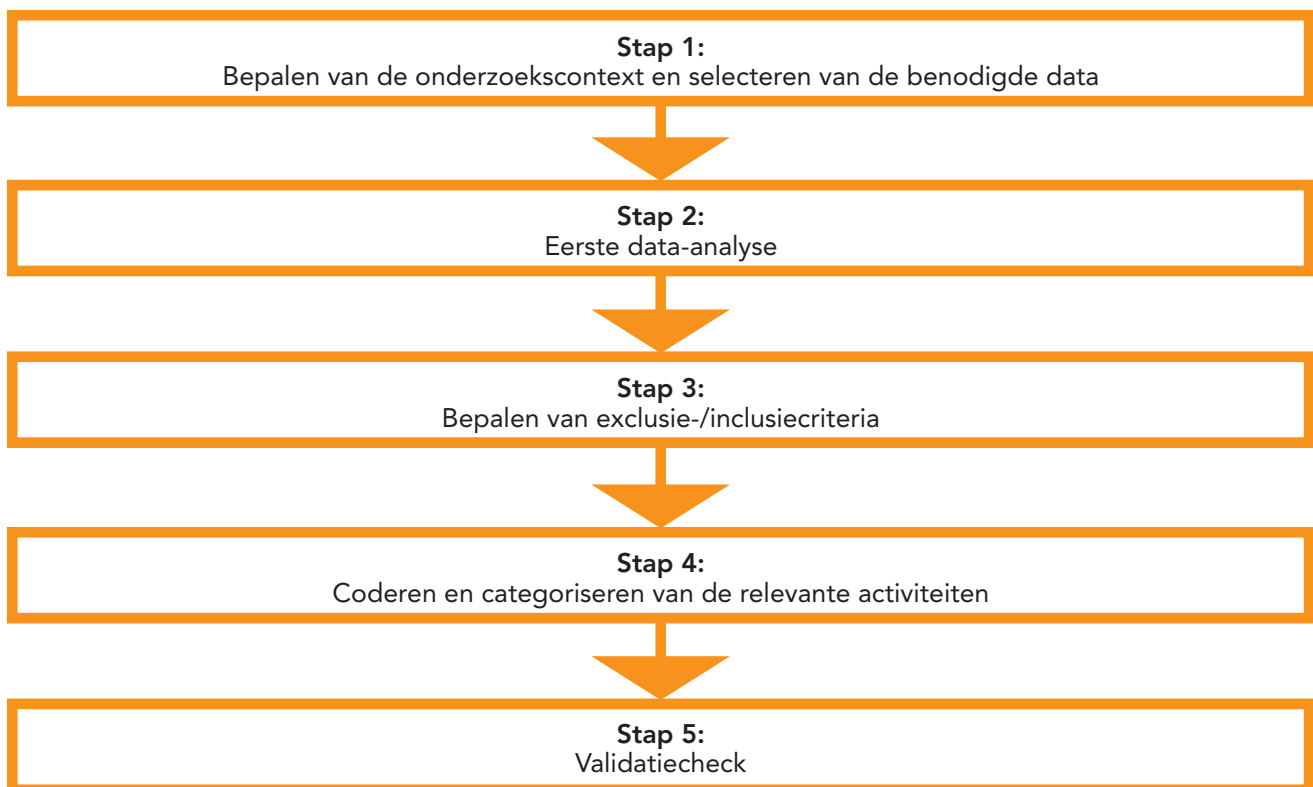 Stap 1:
Bepalen van de onderzoekscontext en selecteren van de benodigde data
Stap 2:
Eerste data-analyse
Stap 3:
Bepalen van exclusie-/inclusiecriteria
Stap 4:
Coderen en categoriseren van de relevante activiteiten
Stap 5:
Validatiecheck